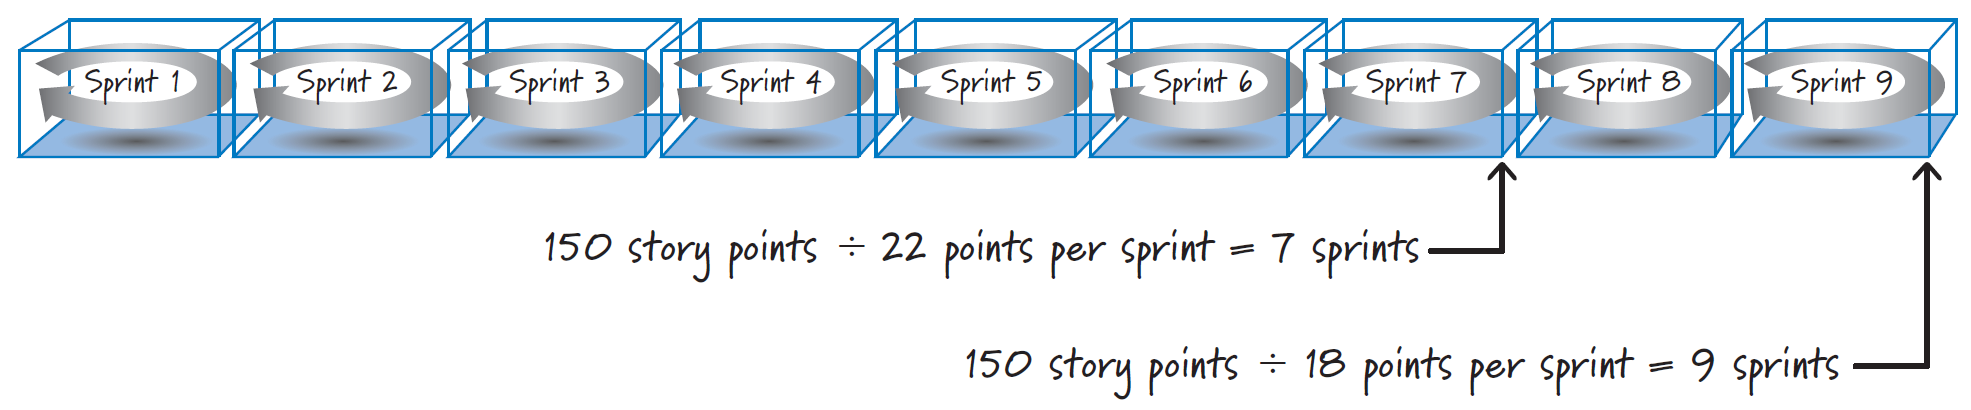 Sprint 1 Sprint 2 Sprint 3 Sprint 4 Sprint 5 Sprint 6 Sprint 7 Sprint 8 Sprint 9
150 story points ÷ 22 points per sprint = 7 sprints
150 story points ÷ 18 points per sprint = 9 sprints